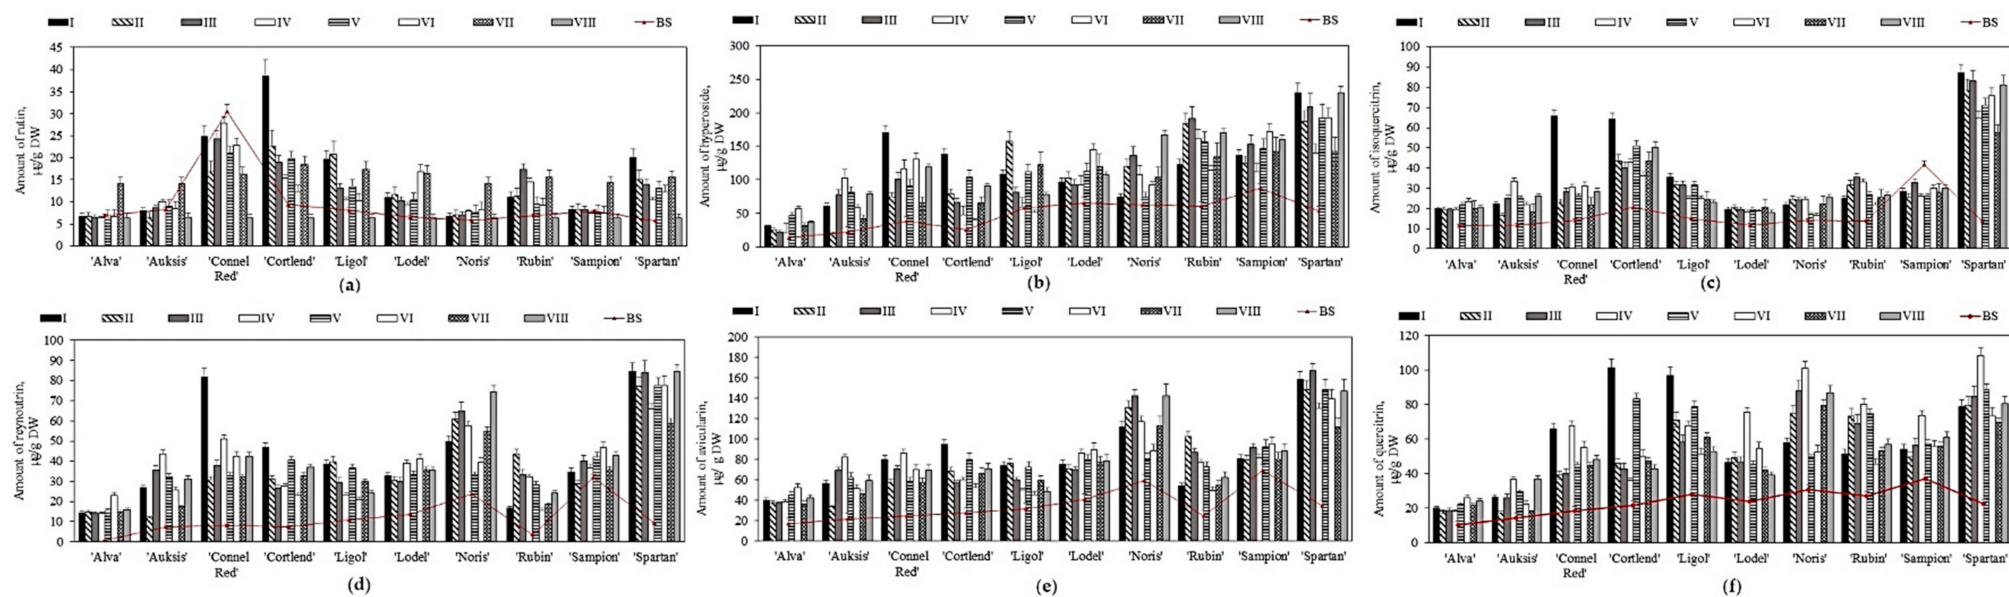 I II III IV V VI VII VIII BS
45
40
35
30
25
20
15
10
5
0
Amount of rutin,
µg/g DW
'Alva' 'Auksis' 'Connel Red' 'Cortlend' 'Ligol' 'Lodel' 'Noris' 'Rubin' 'Sampion' 'Spartan'
(a)
I II III IV V VI VII VIII BS
300
250
200
150
100
50
0
Amount of hyperoside,
µg/g DW
'Alva' 'Auksis' 'Connel Red' 'Cortlend' 'Ligol' 'Lodel' 'Noris' 'Rubin' 'Sampion' 'Spartan'
(b)
I II III IV V VI VII VIII BS
100
90
80
70
60
50
40
30
20
10
0
Amount of isoquercitrin,
µg/g DW
'Alva' 'Auksis' 'Connel Red' 'Cortlend' 'Ligol' 'Lodel' 'Noris' 'Rubin' 'Sampion' 'Spartan'
(c)
I II III IV V VI VII VIII BS
100
90
80
70
60
50
40
30
20
10
0
Amount of reynoutrin,
µg/g DW
'Alva' 'Auksis' 'Connel Red' 'Cortlend' 'Ligol' 'Lodel' 'Noris' 'Rubin' 'Sampion' 'Spartan'
(d)
I II III IV V VI VII VIII BS
200
180
160
140
120
100
80
60
40
20
0
Amount of avicularin,
µg/ g DW
'Alva' 'Auksis' 'Connel Red' 'Cortlend' 'Ligol' 'Lodel' 'Noris' 'Rubin' 'Sampion' 'Spartan'
(e)
I II III IV V VI VII VIII BS
120
100
80
60
40
20
0
Amount of quercitrin,
µg/g DW
'Alva' 'Auksis' 'Connel Red' 'Cortlend' 'Ligol' 'Lodel' 'Noris' 'Rubin' 'Sampion' 'Spartan'
(f)